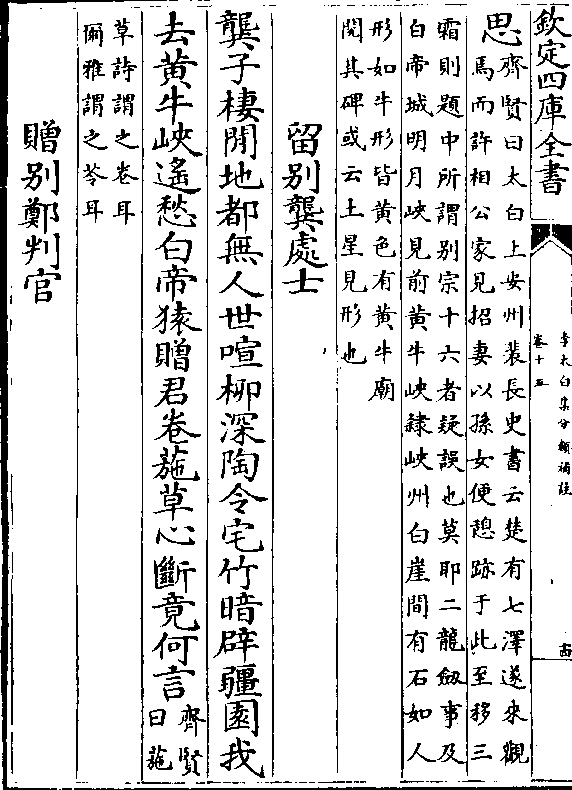 欽定四庫全書
李太白集分類補註
卷十五
十四
思
齊賢曰太白上安州裴長史書云楚有七澤遂來觀
焉而許相公家見招妻以孫女便憩跡于此至移三
霜則題中所謂别宗十六者疑誤也莫耶二龍劔事及
白帝城明月峽見前黄牛峽隸峽州白崖間有石如人
形如牛形皆黄色有黄牛廟
閲其碑或云土星見形也
留别龔處士
龔子棲閒地都無人世喧柳深陶令宅竹暗辟疆園我
去黄牛峽遙愁白帝猿贈君卷葹草心斷竟何言
齊賢
曰葹
草詩謂之卷耳
爾雅謂之苓耳
贈别鄭判官